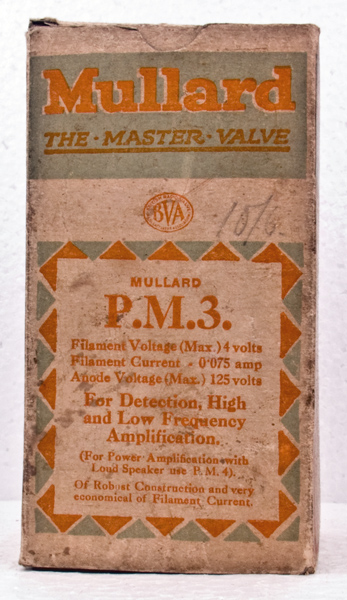 Mullard
THE · MASTER · VALVE
BVA
10/6
MULLARD
P.M.3.
Filament Voltage (Max.) 4 volts
Filament Current - 0'075 amp
Anode Voltage (Max.) 125 volts
For Detection, High
and Low Frequency
Amplification.
(For Power Amplification with
Loud Speaker use P.M.4).
Of Robust Construction and very
economical of Filament Current.